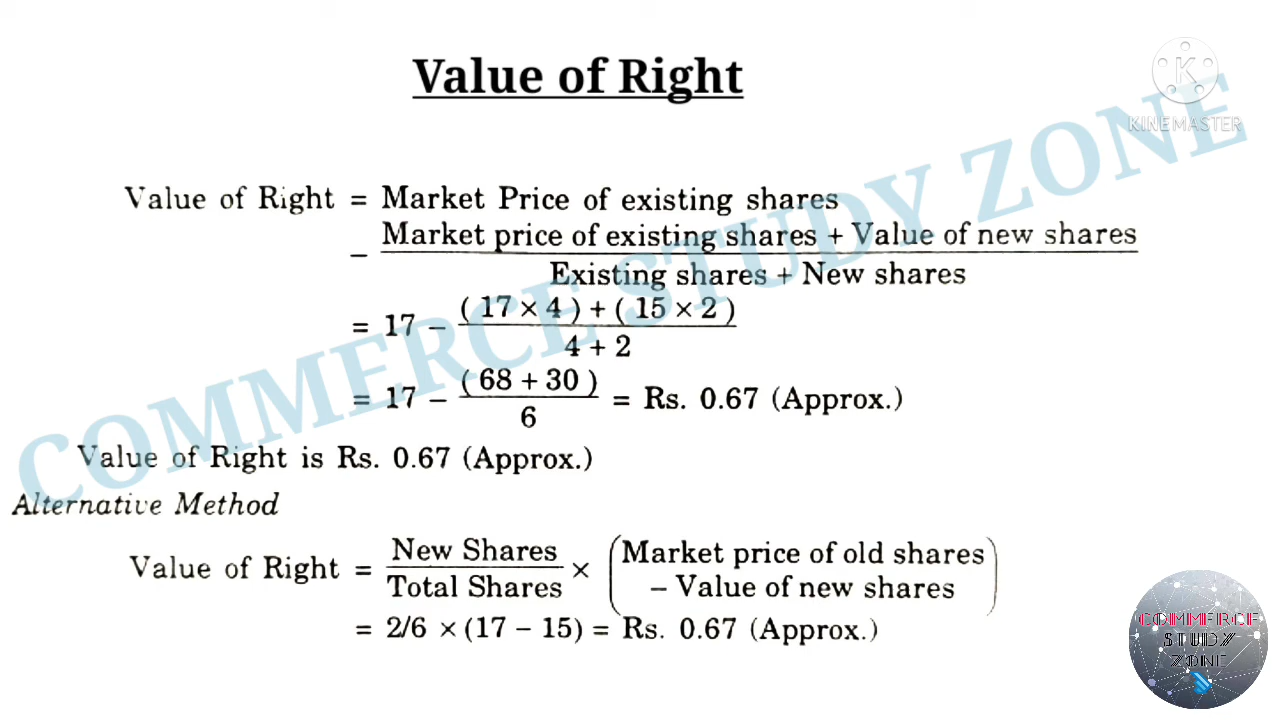 Value of Right
K
KINEMASTER
COMMERCE STUDY ZONE
Value of Right = Market Price of existing shares
− Market price of existing shares + Value of new shares
Existing shares + New shares
= 17 − ( 17 × 4 ) + ( 15 × 2 )
4 + 2
= 17 − ( 68 + 30 ) = Rs. 0.67 (Approx.)
6
Value of Right is Rs. 0.67 (Approx.)
Alternative Method
Value of Right = New Shares / Total Shares × (Market price of old shares
− Value of new shares)
= 2/6 × (17 − 15) = Rs. 0.67 (Approx.)
COMMERCE
STUDY
ZONE